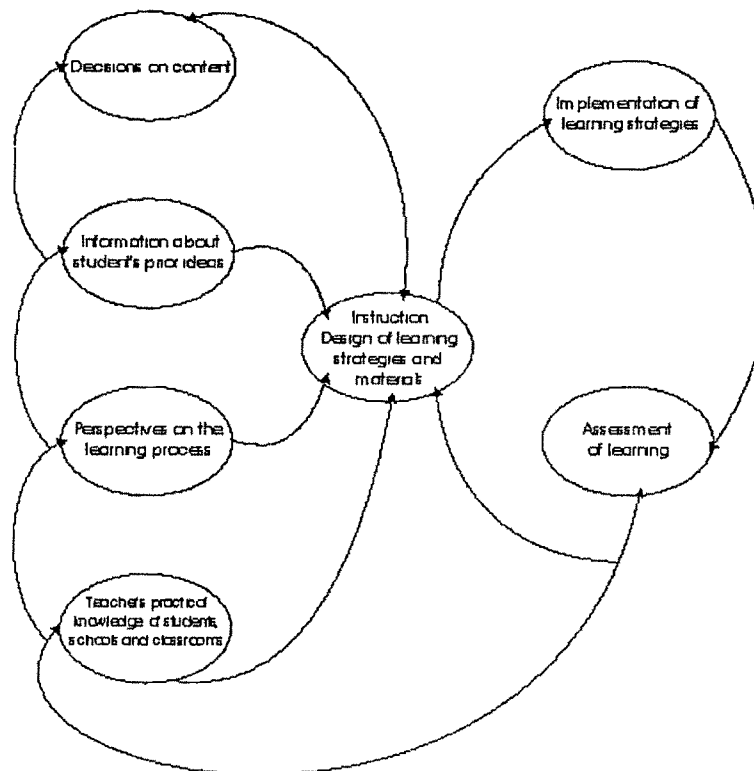 Decisions on content
Information about
student's prior ideas
Perspectives on the
learning process
Teacher's practical
knowledge of students,
schools and classrooms
Instruction
Design of learning
strategies and
materials
Implementation of
learning strategies
Assessment
of learning